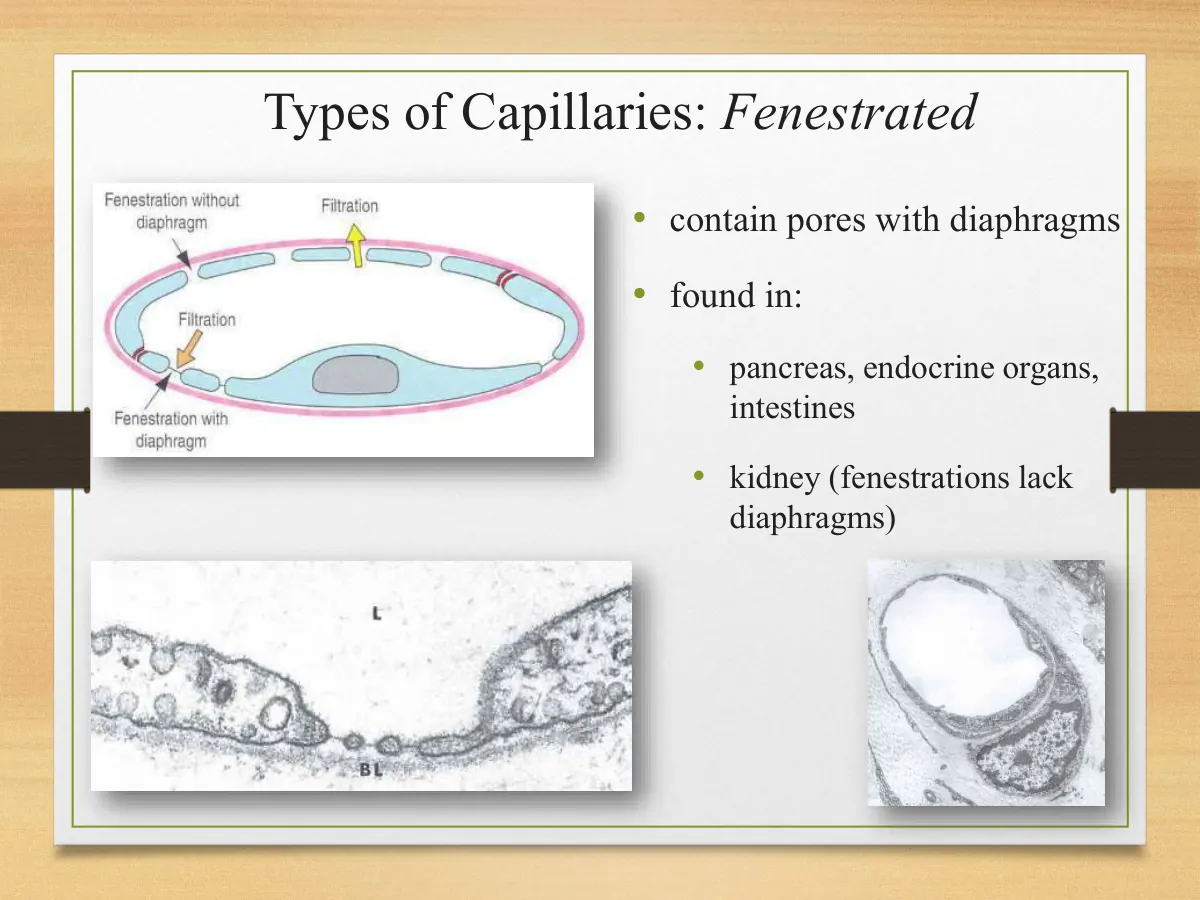 Types of Capillaries: Fenestrated
Fenestration without
diaphragm
Filtration
Filtration
Fenestration with
diaphragm
• contain pores with diaphragms
• found in:
• pancreas, endocrine organs,
intestines
• kidney (fenestrations lack
diaphragms)
L
BL